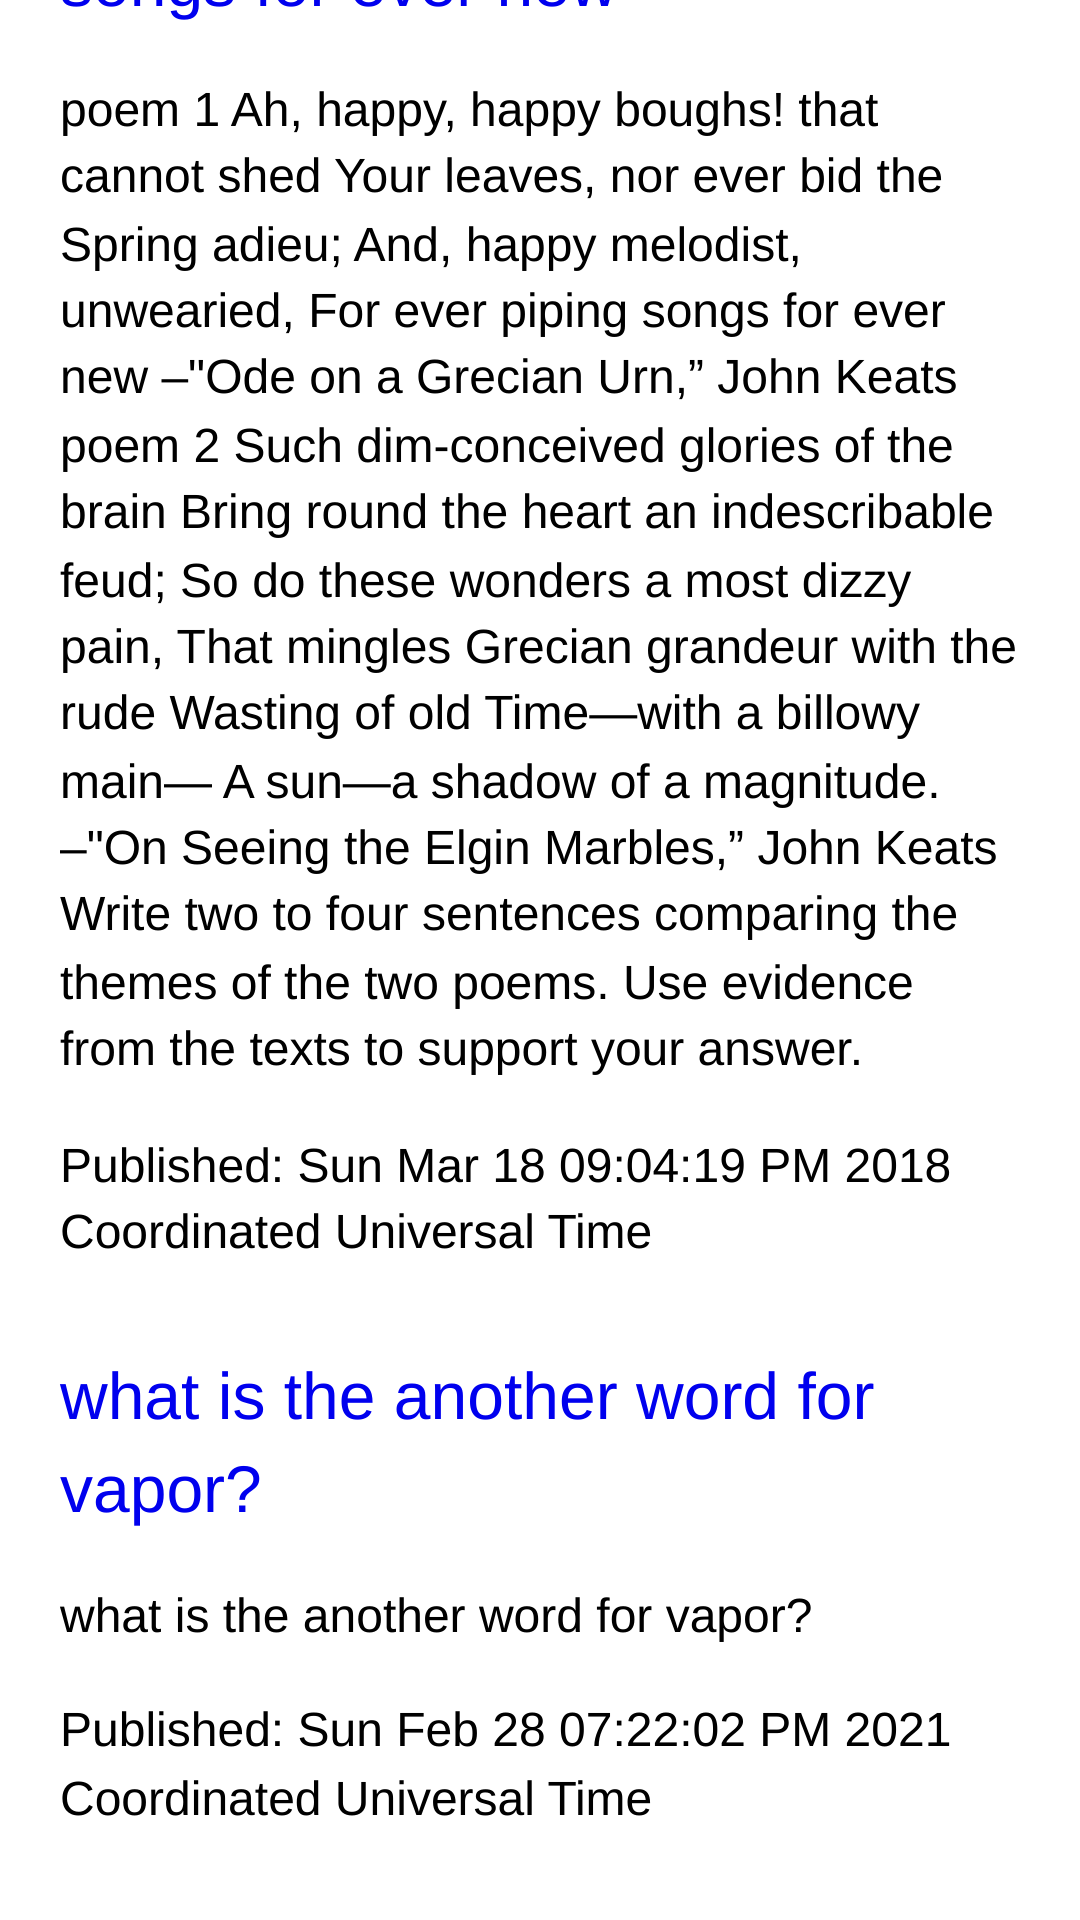 songs for ever new
poem 1 Ah, happy, happy boughs! that
cannot shed Your leaves, nor ever bid the
Spring adieu; And, happy melodist,
unwearied, For ever piping songs for ever
new –"Ode on a Grecian Urn,” John Keats
poem 2 Such dim-conceived glories of the
brain Bring round the heart an indescribable
feud; So do these wonders a most dizzy
pain, That mingles Grecian grandeur with the
rude Wasting of old Time—with a billowy
main— A sun—a shadow of a magnitude.
–"On Seeing the Elgin Marbles,” John Keats
Write two to four sentences comparing the
themes of the two poems. Use evidence
from the texts to support your answer.
Published: Sun Mar 18 09:04:19 PM 2018
Coordinated Universal Time
what is the another word for
vapor?
what is the another word for vapor?
Published: Sun Feb 28 07:22:02 PM 2021
Coordinated Universal Time